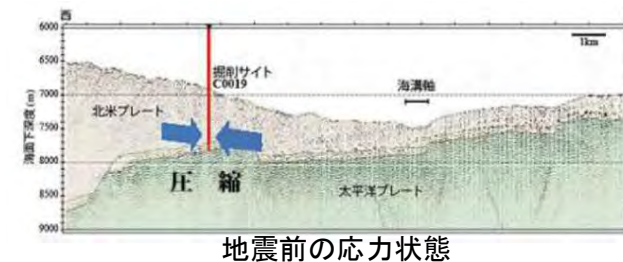 西
6000
6500
7000
7500
8000
8500
9000
海面下深度(m)
1km
掘削サイト
C0019
海溝軸
北米プレート
圧 縮
太平洋プレート
地震前の応力状態